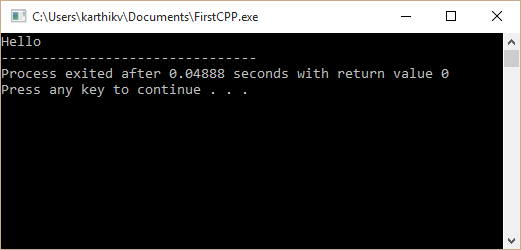 C:\Users\karthikv\Documents\FirstCPP.exe
Hello
--------------------------------
Process exited after 0.04888 seconds with return value 0
Press any key to continue . . .